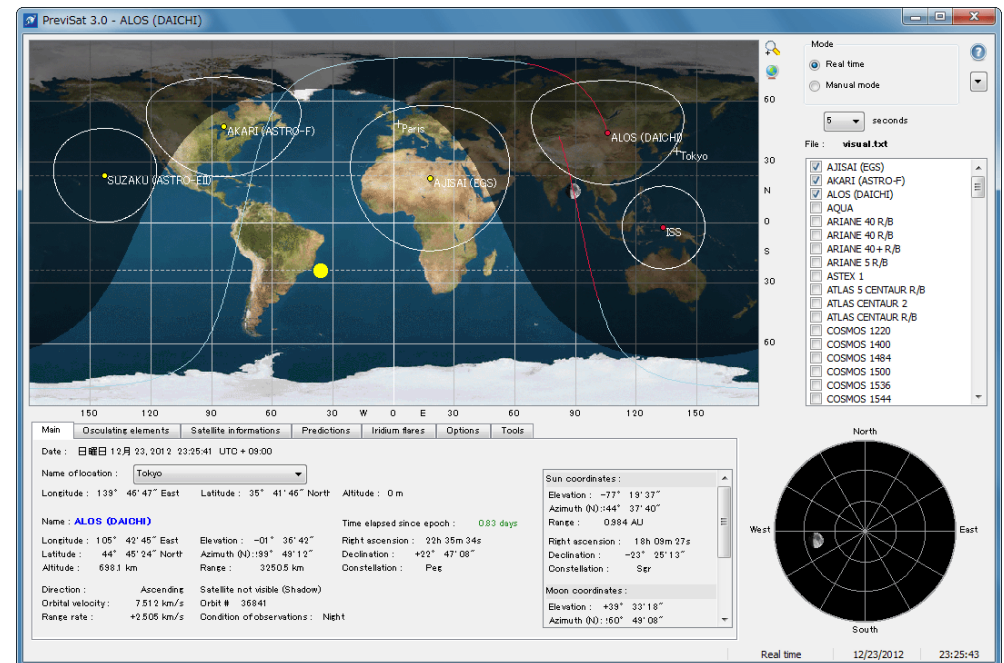 PreviSat 3.0 - ALOS (DAICHI)
Mode
Real time
Manual mode
5 seconds
File : visual.txt
AJISAI (EGS)
AKARI (ASTRO-F)
ALOS (DAICHI)
AQUA
ARIANE 40 R/B
ARIANE 40 R/B
ARIANE 40+ R/B
ARIANE 5 R/B
ASTEX 1
ATLAS 5 CENTAUR R/B
ATLAS CENTAUR 2
ATLAS CENTAUR R/B
COSMOS 1220
COSMOS 1400
COSMOS 1484
COSMOS 1500
COSMOS 1536
COSMOS 1544
AKARI (ASTRO-F)
Paris
ALOS (DAICHI)
Tokyo
SUZAKU (ASTRO-EII)
AJISAI (EGS)
ISS
60
30
N
0
S
30
60
150 120 90 60 30 W 0 E 30 60 90 120 150
Main Osculating elements Satellite informations Predictions Iridium flares Options Tools
Date : 日曜日 12月 23, 2012 23:25:41 UTC + 09:00
Name of location : Tokyo
Longitude : 139° 46' 47" East Latitude : 35° 41' 46" North Altitude : 0 m
Name : ALOS (DAICHI) Time elapsed since epoch : 0.83 days
Longitude : 105° 42' 45" East Elevation : -01° 36' 42" Right ascension : 22h 35m 34s
Latitude : 44° 45' 24" North Azimuth (N) : 99° 49' 12" Declination : +22° 47' 08"
Altitude : 698.1 km Range : 3250.5 km Constellation : Peg
Direction : Ascending Satellite not visible (Shadow)
Orbital velocity : 7.512 km/s Orbit # 36841
Range rate : +2.505 km/s Condition of observations : Night
Sun coordinates :
Elevation : -77° 19' 37"
Azimuth (N) : 44° 37' 40"
Range : 0.984 AU
Right ascension : 18h 09m 27s
Declination : -23° 25' 13"
Constellation : Sgr
Moon coordinates :
Elevation : +39° 33' 18"
Azimuth (N) : 60° 49' 08"
North
West
East
South
Real time 12/23/2012 23:25:43